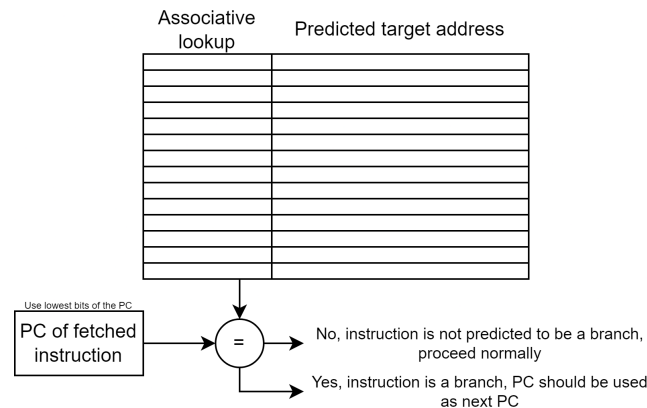 Associative
lookup
Predicted target address
Use lowest bits of the PC
PC of fetched
instruction
=
No, instruction is not predicted to be a branch,
proceed normally
Yes, instruction is a branch, PC should be used
as next PC